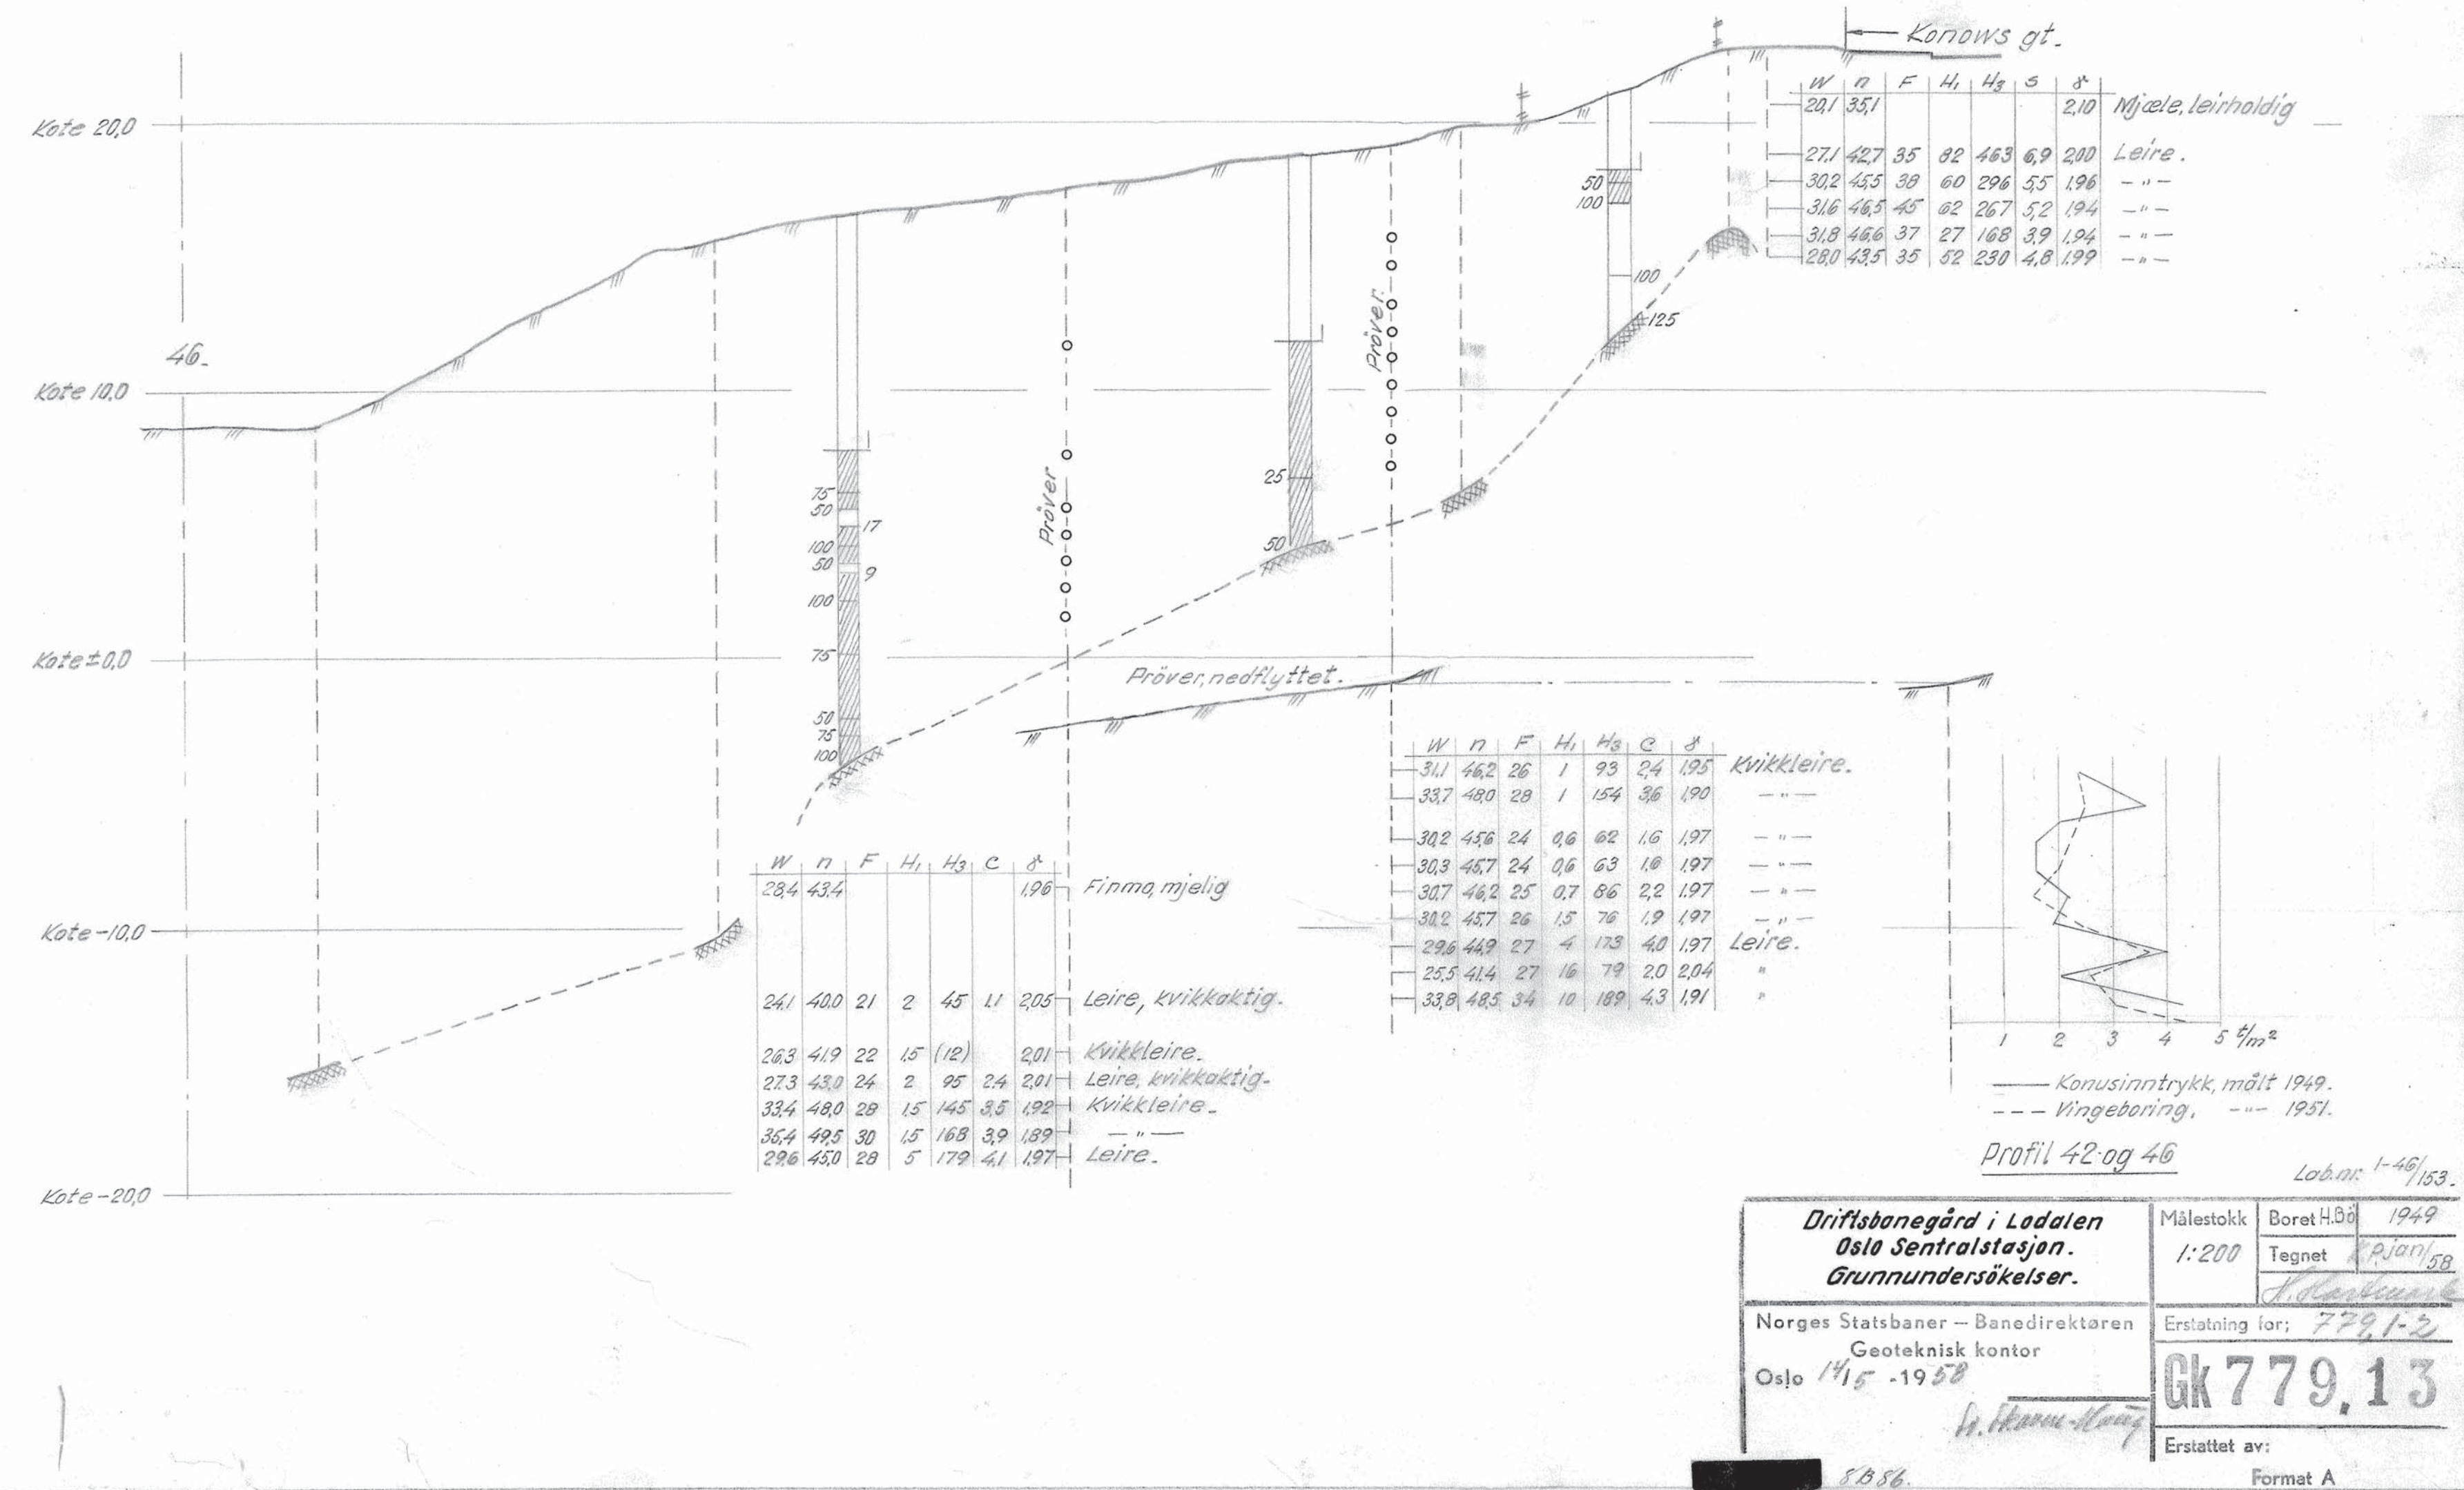 Konows gt.
W n F H₁ H₃ S γ
20,1 35,1 2,10 Mjæle, leirholdig
27,1 42,7 35 82 463 6,9 2,00 Leire.
30,2 45,5 38 60 296 5,5 1,96 — " —
31,6 46,5 45 62 267 5,2 1,94 — " —
31,8 46,6 37 27 168 3,9 1,94 — " —
28,0 43,5 35 52 230 4,8 1,99 — " —
Kote 20,0
50
100
100
125
46.
Kote 10,0
Pröver
75
50
17
100
50
9
100
75
50
75
100
Pröver
25
50
Kote ± 0,0
Pröver, nedflyttet.
W n F H₁ H₃ C γ
31,1 46,2 26 1 93 2,4 1,95 Kvikkleire.
33,7 48,0 28 1 154 3,6 1,90 — " —
30,2 45,6 24 0,6 62 1,6 1,97 — " —
30,3 45,7 24 0,6 63 1,6 1,97 — " —
30,7 46,2 25 0,7 86 2,2 1,97 — " —
30,2 45,7 26 1,5 76 1,9 1,97 — " —
29,6 44,9 27 4 173 4,0 1,97 Leire.
25,5 41,4 27 16 79 2,0 2,04 "
33,8 48,5 34 10 189 4,3 1,91 "
W n F H₁ H₃ C γ
28,4 43,4 1,96 Finmo, mjelig
24,1 40,0 21 2 45 1,1 2,05 Leire, kvikkaktig.
26,3 41,9 22 1,5 (12) 2,01 Kvikkleire.
27,3 43,0 24 2 95 2,4 2,01 Leire, kvikkaktig.
33,4 48,0 28 1,5 145 3,5 1,92 Kvikkleire.
35,4 49,5 30 1,5 168 3,9 1,89 — " —
29,6 45,0 28 5 179 4,1 1,97 Leire.
Kote -10,0
Kote -20,0
1 2 3 4 5 t/m²
Konusinntrykk, målt 1949.
Vingeboring, — " — 1951.
Profil 42 og 46
Lab.nr. 1-46/153.
Driftsbanegård i Lodalen
Oslo Sentralstasjon.
Grunnundersökelser.
Målestokk
1:200
Boret H.Bö 1949
Tegnet K.P. jan/58
Norges Statsbaner – Banedirektøren
Geoteknisk kontor
Oslo 14/5 -1958
Sv. Skaven-Haug
Erstatning for; 779,1-2
Gk 779.13
Erstattet av:
Format A
8B86.